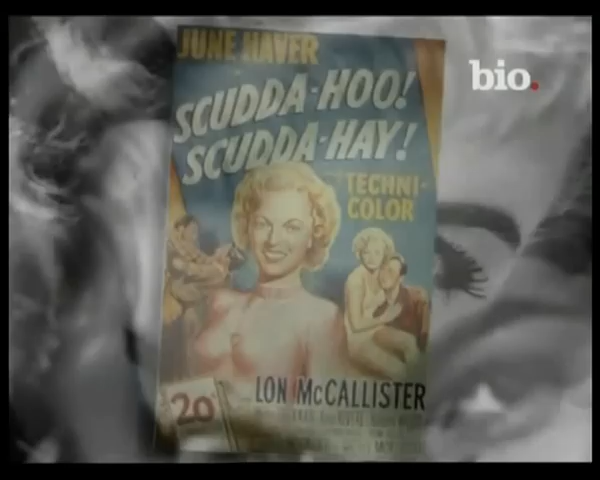 JUNE HAVER
bio.
SCUDDA-HOO!
SCUDDA-HAY!
TECHNI-
COLOR
LON McCALLISTER
20